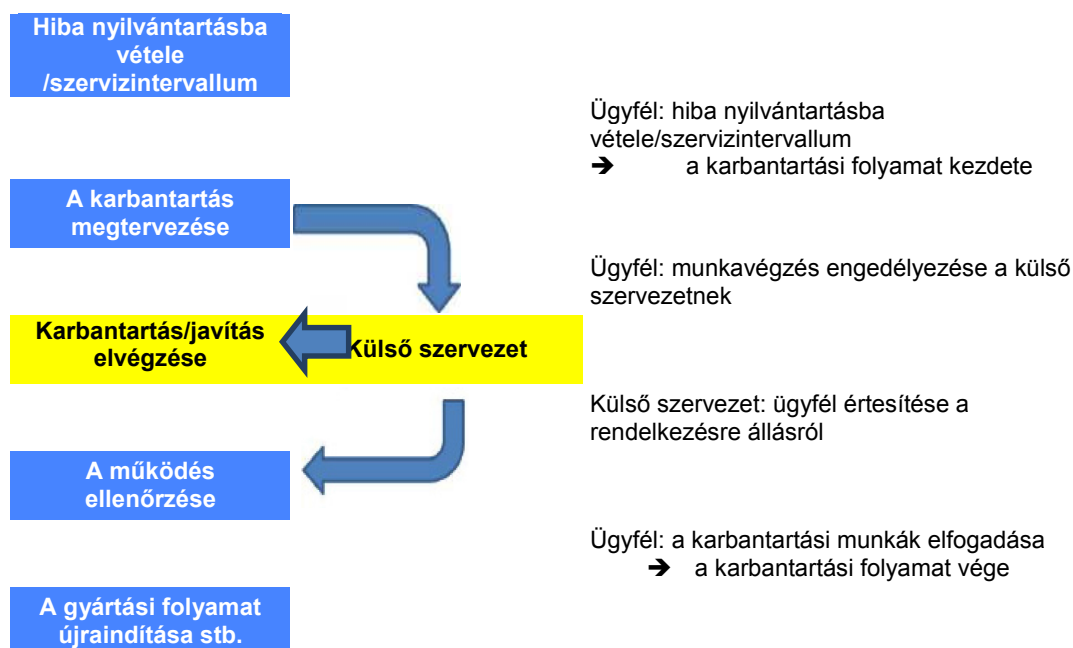 Hiba nyilvántartásba
vétele
/szervizintervallum
Ügyfél: hiba nyilvántartásba
vétele/szervizintervallum
➔ a karbantartási folyamat kezdete
A karbantartás
megtervezése
Ügyfél: munkavégzés engedélyezése a külső
szervezetnek
Karbantartás/javítás
elvégzése
Külső szervezet
Külső szervezet: ügyfél értesítése a
rendelkezésre állásról
A működés
ellenőrzése
Ügyfél: a karbantartási munkák elfogadása
➔ a karbantartási folyamat vége
A gyártási folyamat
újraindítása stb.